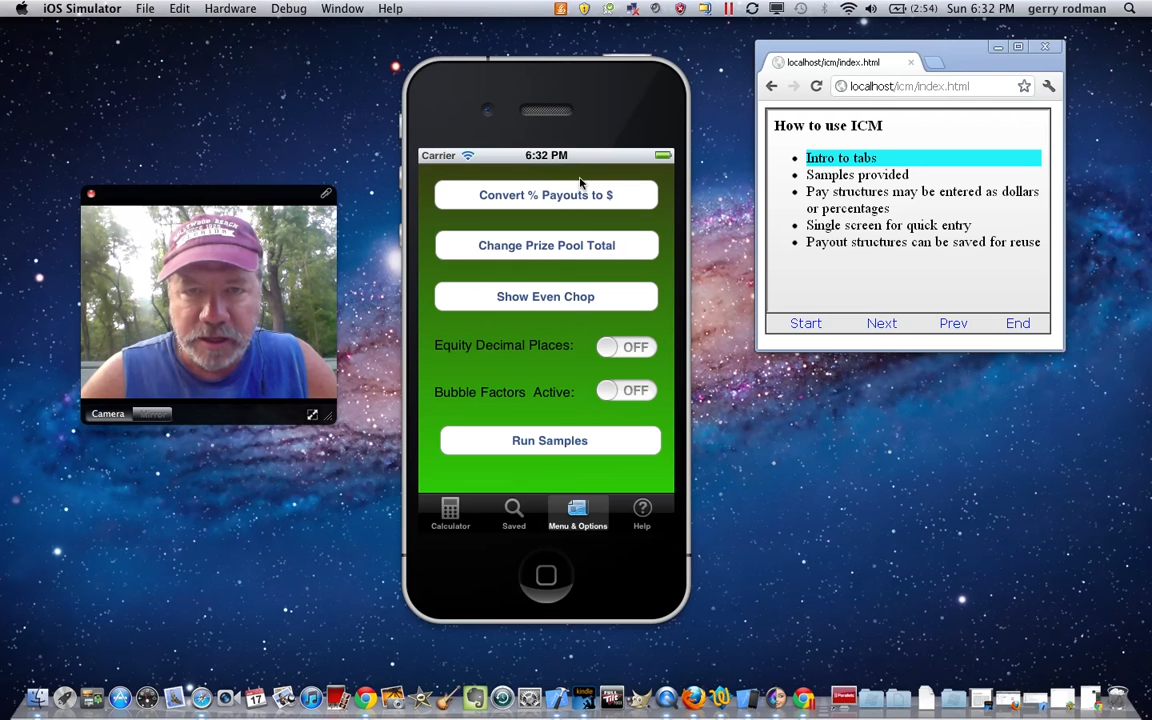 iOS Simulator File Edit Hardware Debug Window Help
(2:54) Sun 6:32 PM gerry rodman
localhost/icm/index.html
localhost/icm/index.html
How to use ICM
Intro to tabs
Samples provided
Pay structures may be entered as dollars
or percentages
Single screen for quick entry
Payout structures can be saved for reuse
Start Next Prev End
Carrier 6:32 PM
Convert % Payouts to $
Change Prize Pool Total
Show Even Chop
Equity Decimal Places: OFF
Bubble Factors Active: OFF
Run Samples
Calculator Saved Menu & Options Help
Camera Mirror
17
kindle